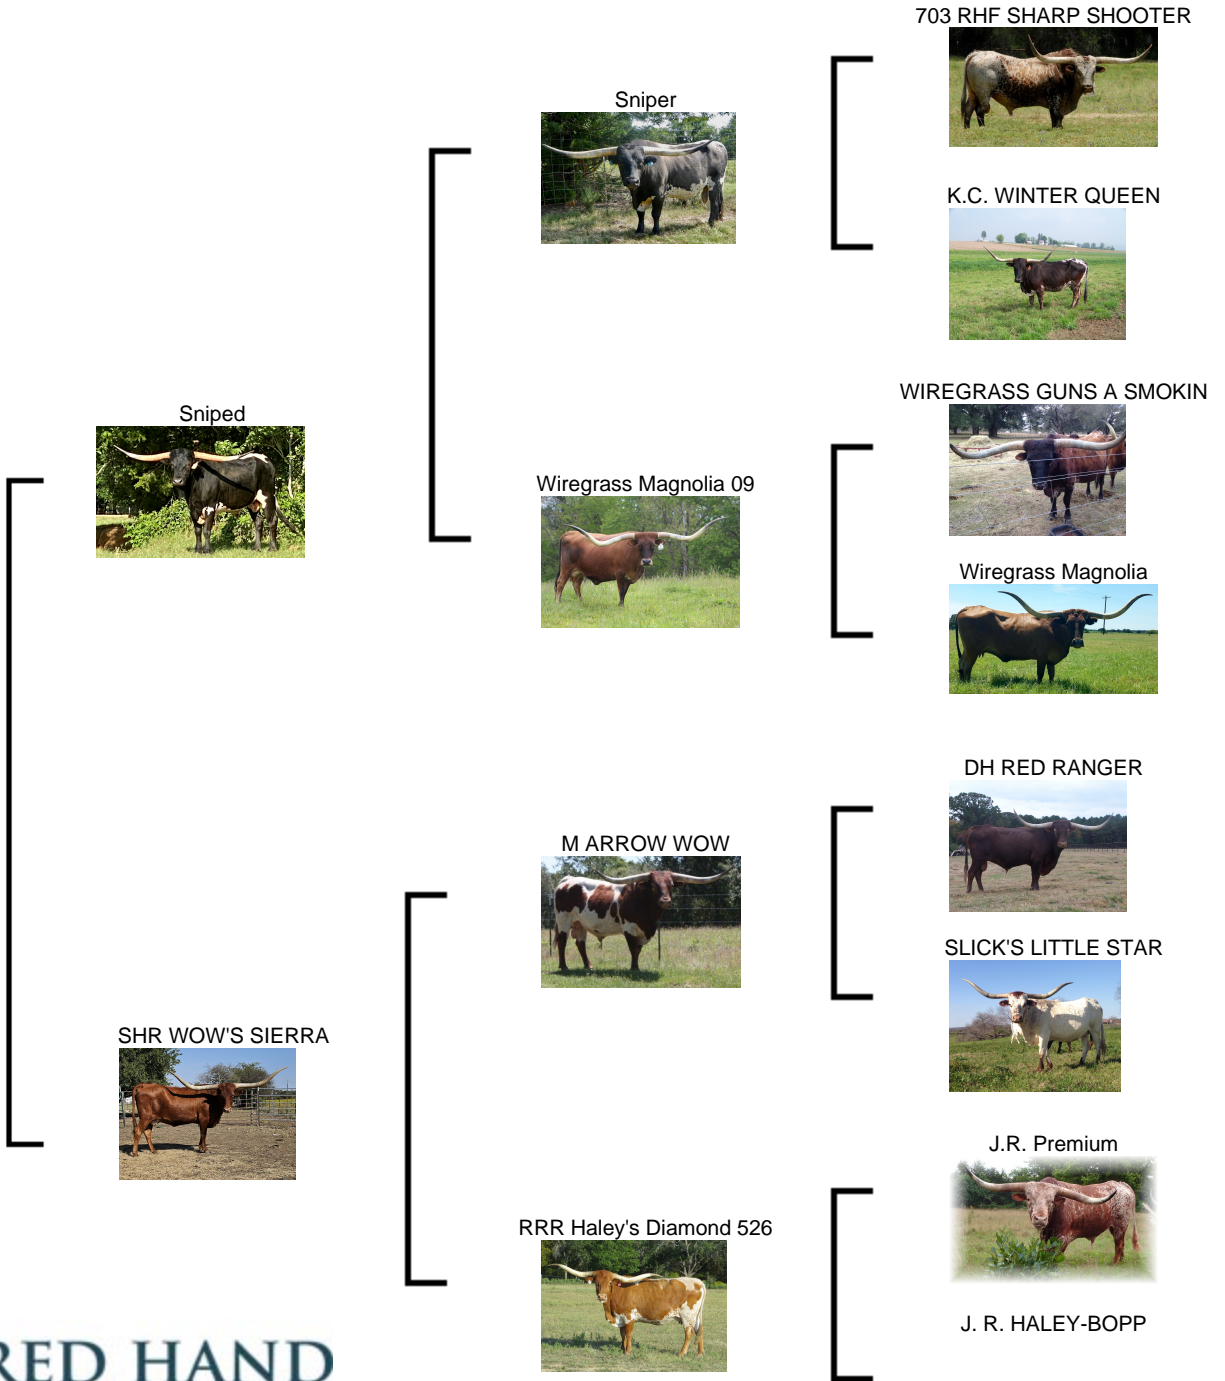 703 RHF SHARP SHOOTER
Sniper
K.C. WINTER QUEEN
WIREGRASS GUNS A SMOKIN
Sniped
Wiregrass Magnolia 09
Wiregrass Magnolia
DH RED RANGER
M ARROW WOW
SLICK'S LITTLE STAR
SHR WOW'S SIERRA
J.R. Premium
RRR Haley's Diamond 526
J. R. HALEY-BOPP
RED HAND